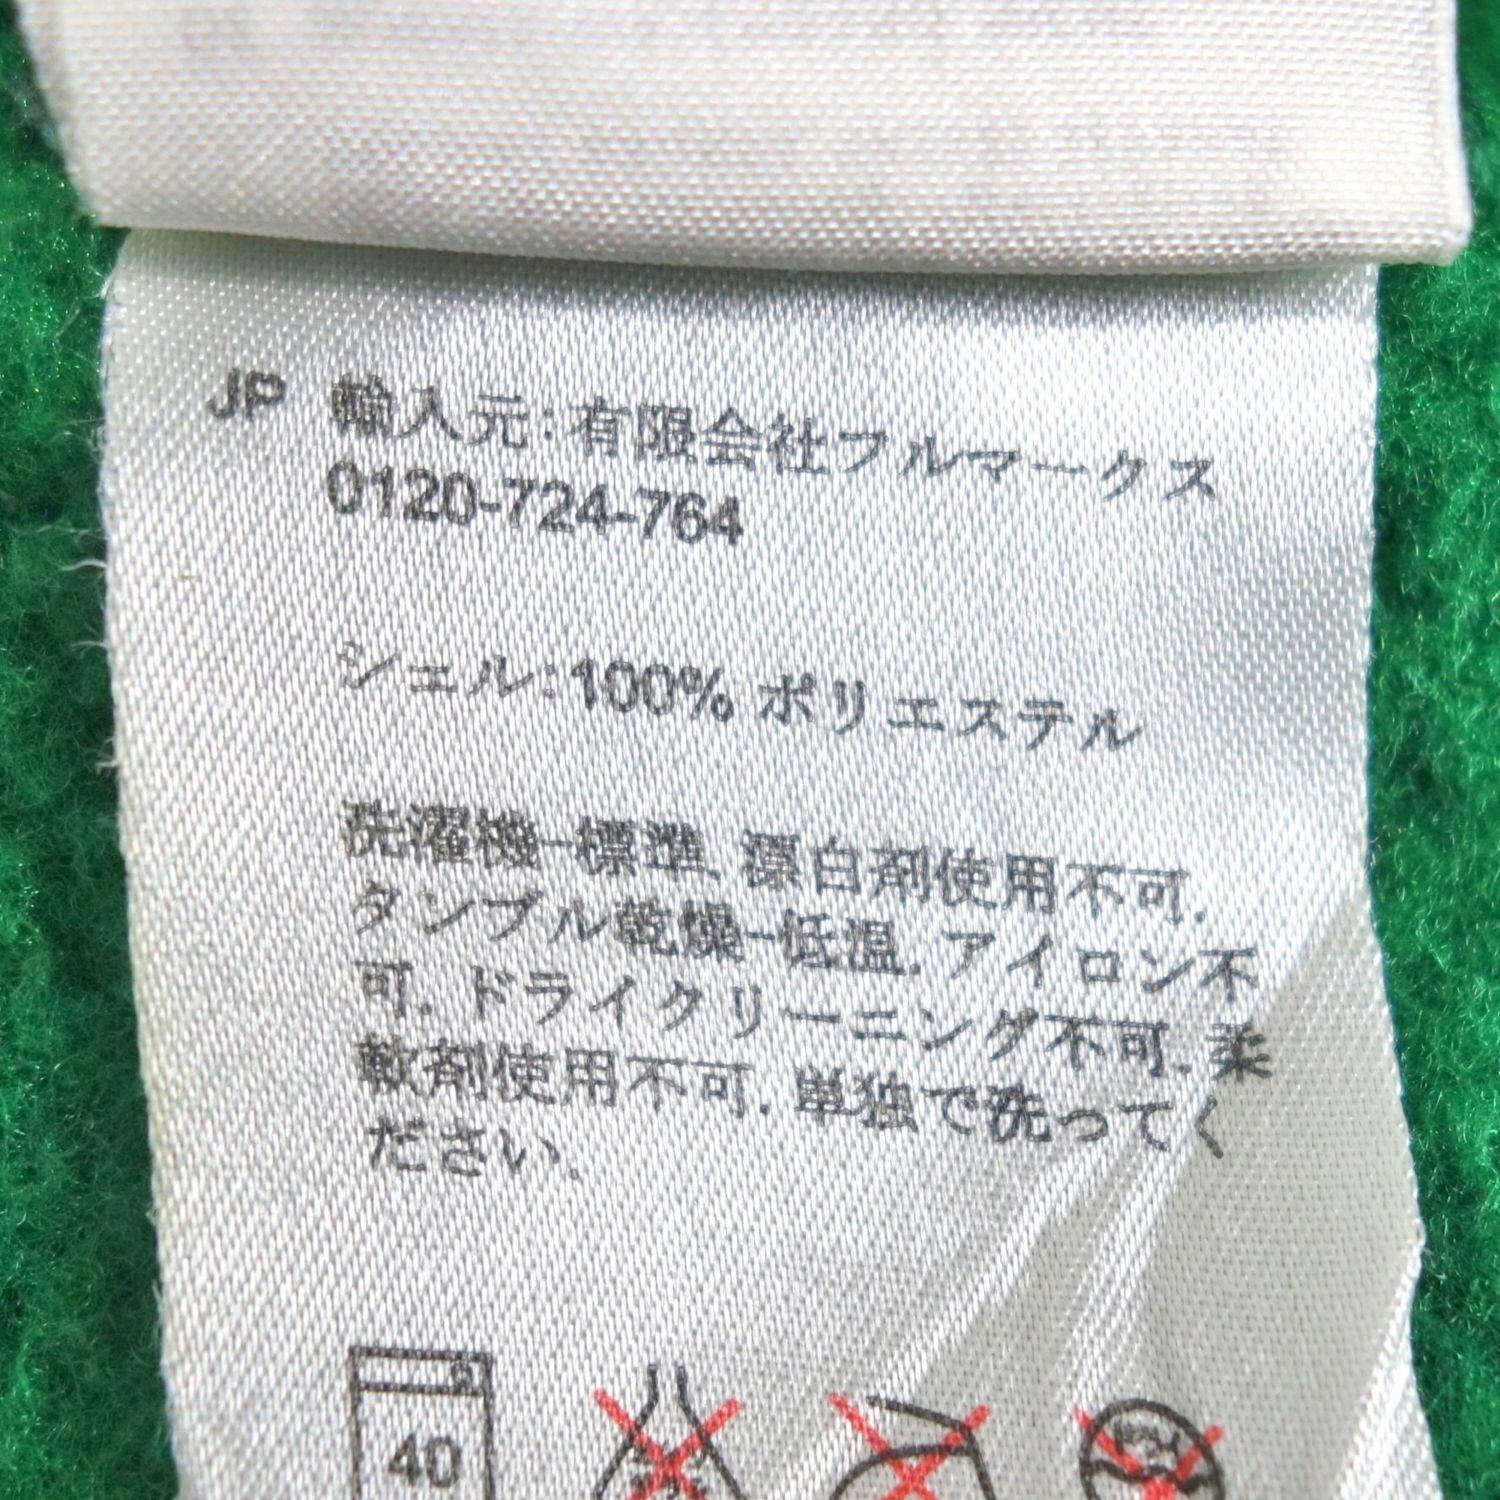 JP 輸入元:有限会社フルマークス
0120-724-764
シェル:100% ポリエステル
洗濯機-標準. 漂白剤使用不可.
タンブル乾燥-低温. アイロン不
可. ドライクリーニング不可. 柔
軟剤使用不可. 単独で洗ってく
ださい.
40